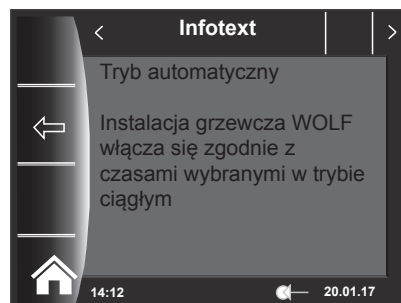 Infotext
Tryb automatyczny
Instalacja grzewcza WOLF
włącza się zgodnie z
czasami wybranymi w trybie
ciągłym
14:12 20.01.17